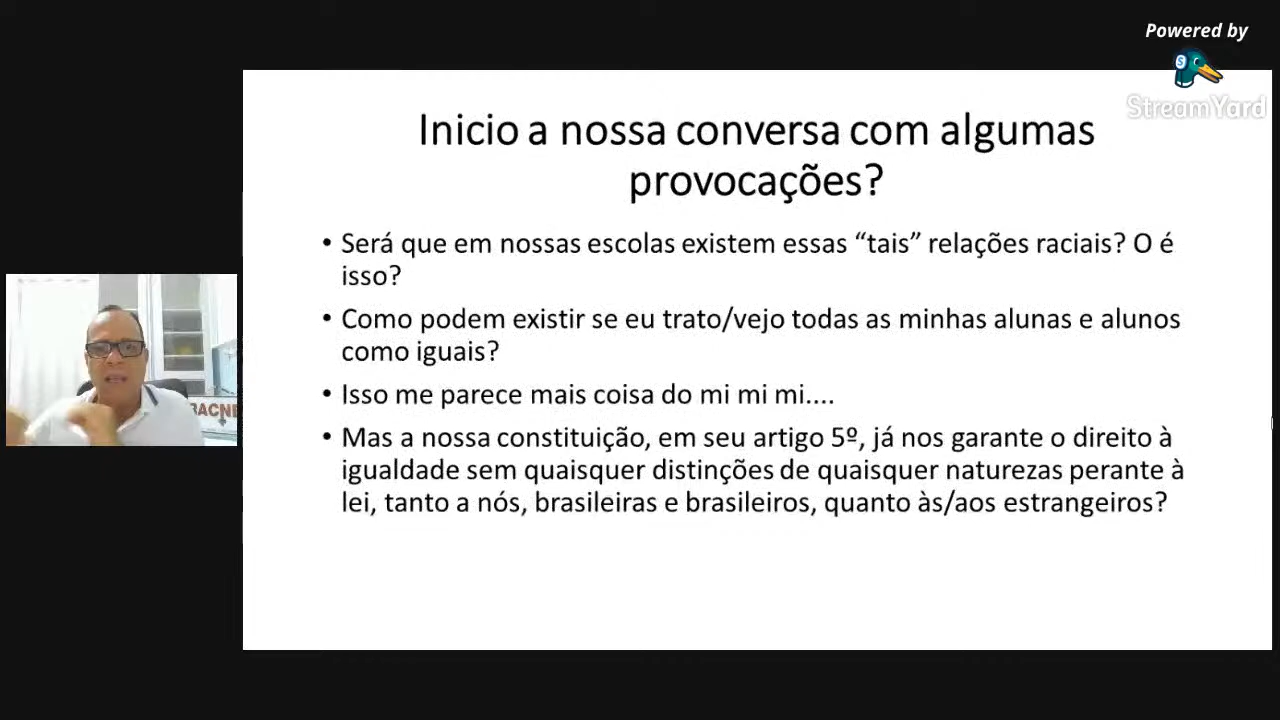 Powered by
StreamYard
Inicio a nossa conversa com algumas
provocações?
• Será que em nossas escolas existem essas “tais” relações raciais? O é
isso?
• Como podem existir se eu trato/vejo todas as minhas alunas e alunos
como iguais?
• Isso me parece mais coisa do mi mi mi....
• Mas a nossa constituição, em seu artigo 5º, já nos garante o direito à
igualdade sem quaisquer distinções de quaisquer naturezas perante à
lei, tanto a nós, brasileiras e brasileiros, quanto às/aos estrangeiros?